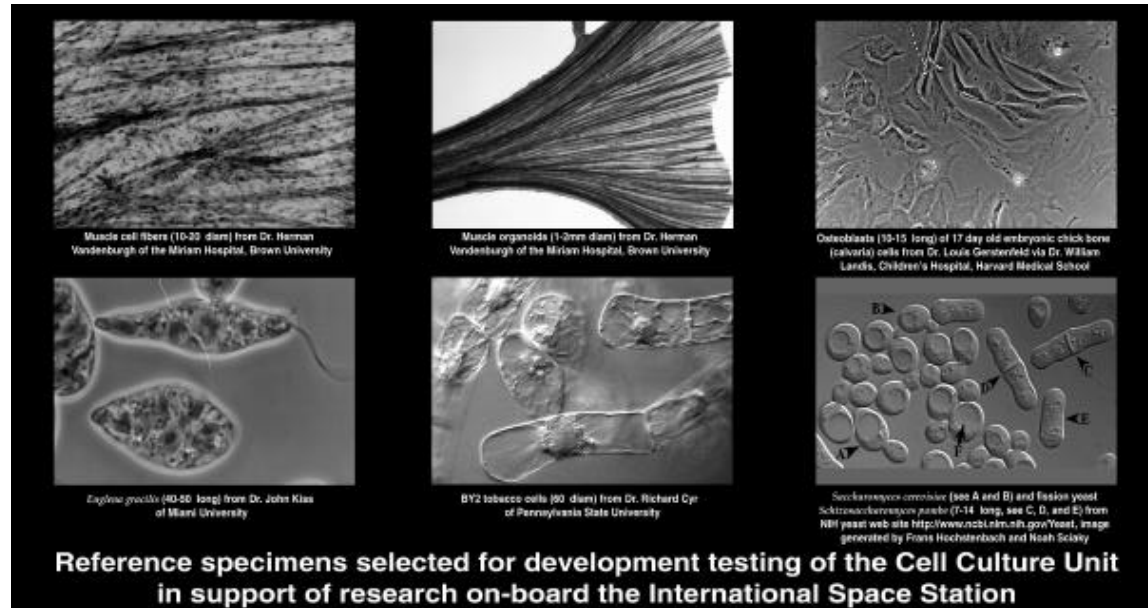 Muscle cell fibers (10-20 diam) from Dr. Herman
Vandenburgh of the Miriam Hospital, Brown University
Muscle organoids (1-2mm diam) from Dr. Herman
Vandenburgh of the Miriam Hospital, Brown University
Osteoblasts (10-15 long) of 17 day old embryonic chick bone
(calvaria) cells from Dr. Louis Gerstenfeld via Dr. William
Landis, Children's Hospital, Harvard Medical School
B
C
D
E
A
F
Euglena gracilis (40-50 long) from Dr. John Kiss
of Miami University
BY2 tobacco cells (60 diam) from Dr. Richard Cyr
of Pennsylvania State University
Saccharomyces cerevisiae (see A and B) and fission yeast
Schizosaccharomyces pombe (7-14 long, see C, D, and E) from
NIH yeast web site http://www.ncbi.nlm.nih.gov/Yeast, image
generated by Frans Hochstenbach and Noah Sciaky
Reference specimens selected for development testing of the Cell Culture Unit
in support of research on-board the International Space Station